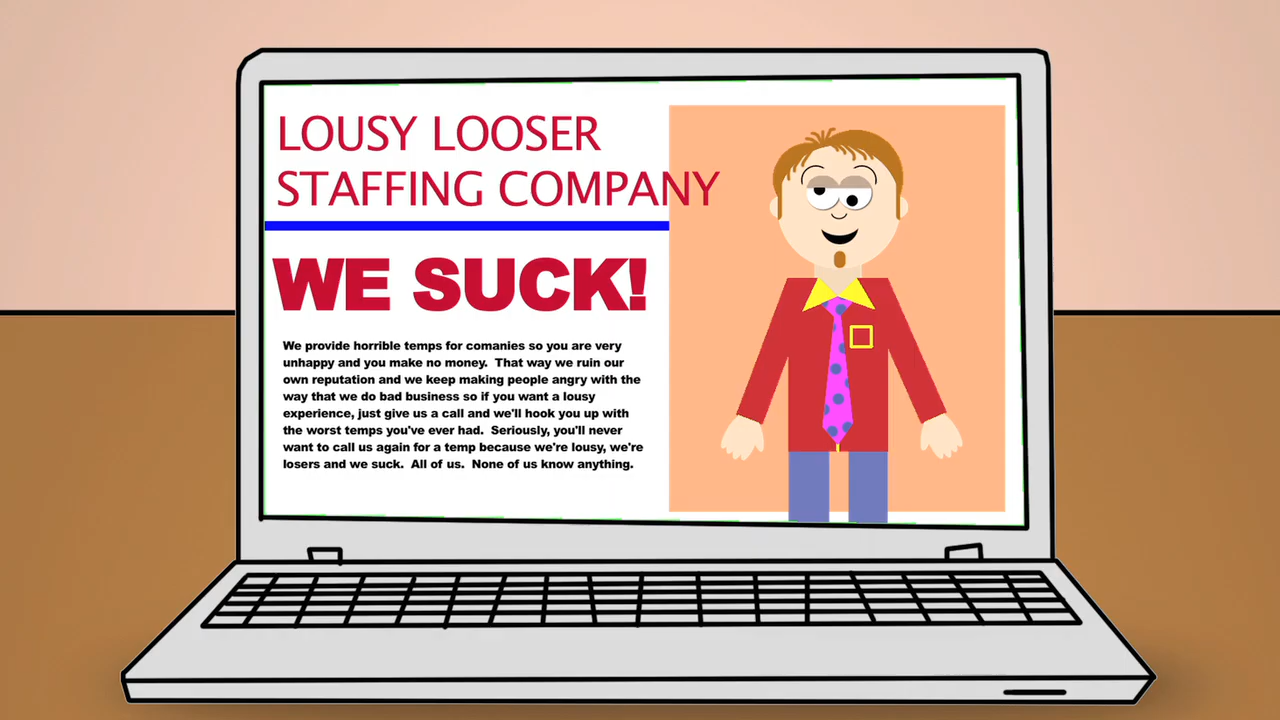 LOUSY LOOSER
STAFFING COMPANY
WE SUCK!
We provide horrible temps for comanies so you are very
unhappy and you make no money.  That way we ruin our
own reputation and we keep making people angry with the
way that we do bad business so if you want a lousy
experience, just give us a call and we'll hook you up with
the worst temps you've ever had.  Seriously, you'll never
want to call us again for a temp because we're lousy, we're
losers and we suck.  All of us.  None of us know anything.